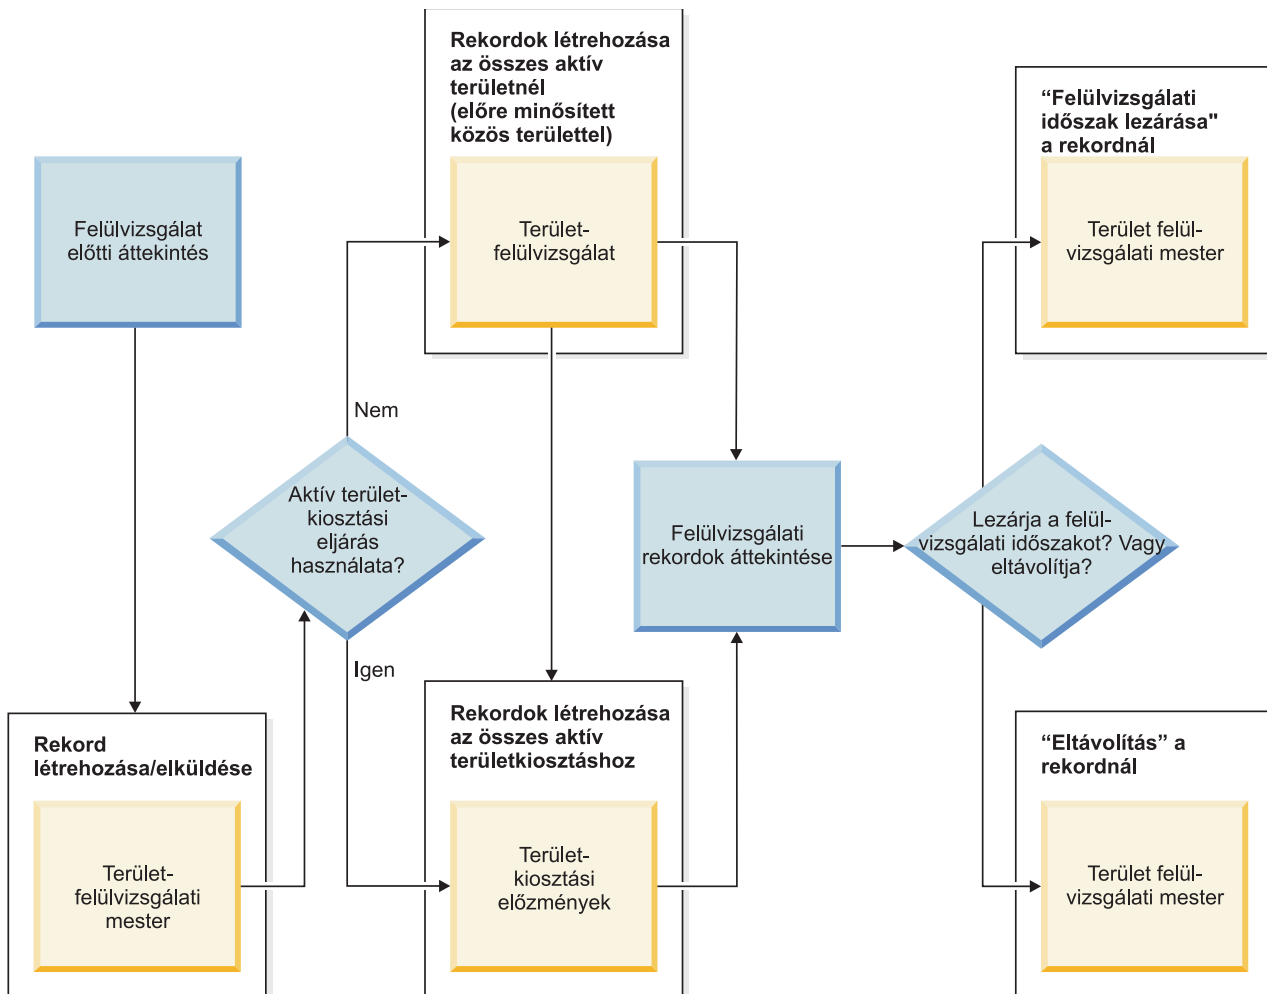 Felülvizsgálat
előtti áttekintés
Rekord
létrehozása/elküldése
Terület-
felülvizsgálati
mester
Aktív terület-
kiosztási
eljárás
használata?
Nem
Igen
Rekordok létrehozása
az összes aktív
területnél
(előre minősített
közös területtel)
Terület-
felülvizsgálat
Rekordok létrehozása
az összes aktív
területkiosztáshoz
Terület-
kiosztási
előzmények
Felülvizsgálati
rekordok áttekintése
Lezárja a felül-
vizsgálati időszakot? Vagy
eltávolítja?
“Felülvizsgálati
időszak lezárása"
a rekordnál
Terület felül-
vizsgálati mester
“Eltávolítás” a
rekordnál
Terület felül-
vizsgálati mester